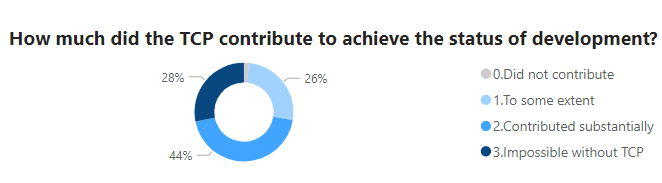 How much did the TCP contribute to achieve the status of development?
28%
26%
44%
0.Did not contribute
1.To some extent
2.Contributed substantially
3.Impossible without TCP